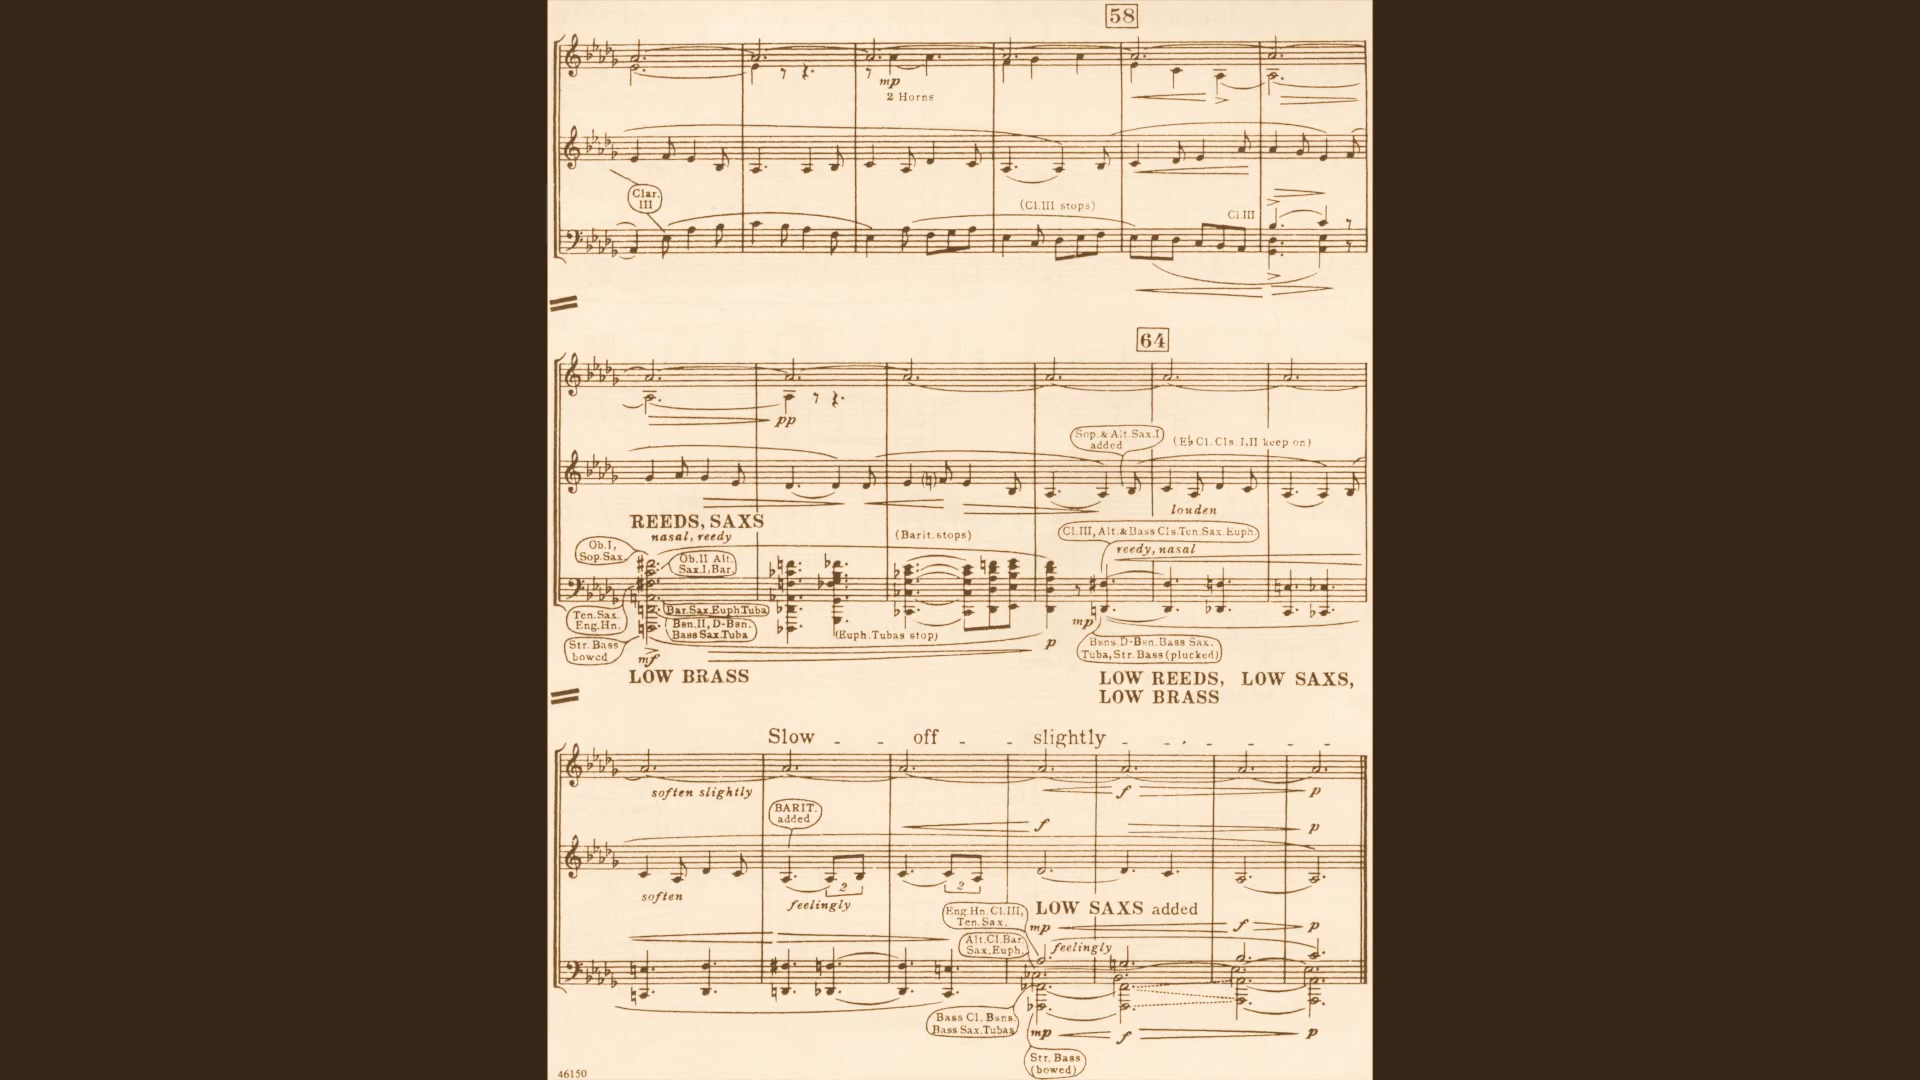 58
mp
2 Horns
Clar.
III
(Cl.III stops)
Cl.III
64
pp
Sop.& Alt.Sax.I
added
(E♭ Cl. Cls. I,II keep on)
louden
REEDS, SAXS
nasal, reedy
(Barit. stops)
Cl.III, Alt.& Bass Cls.Ten.Sax.Euph.
reedy, nasal
Ob.I,
Sop.Sax.
Ob.II Alt.
Sax.I,Bar.
Ten.Sax.
Eng.Hn.
Bar.Sax.Euph Tuba
Bsn.II, D-Bsn.
Bass Sax.Tuba
(Euph.Tubas stop)
Str.Bass
bowed
mf
p
mp
Bsns.D-Bsn.Bass Sax.
Tuba, Str. Bass (plucked)
LOW BRASS
LOW REEDS, LOW SAXS,
LOW BRASS
Slow - - off - - slightly - - - - - - -
soften slightly
f
p
BARIT.
added
f
p
2
2
soften
feelingly
Eng.Hn.Cl.III,
Ten.Sax.
LOW SAXS added
mp
f
p
Alt.Cl.Bar.
Sax.Euph.
feelingly
Bass Cl. Bsns.
Bass Sax.Tubas
mp
f
p
Str. Bass
(bowed)
46150